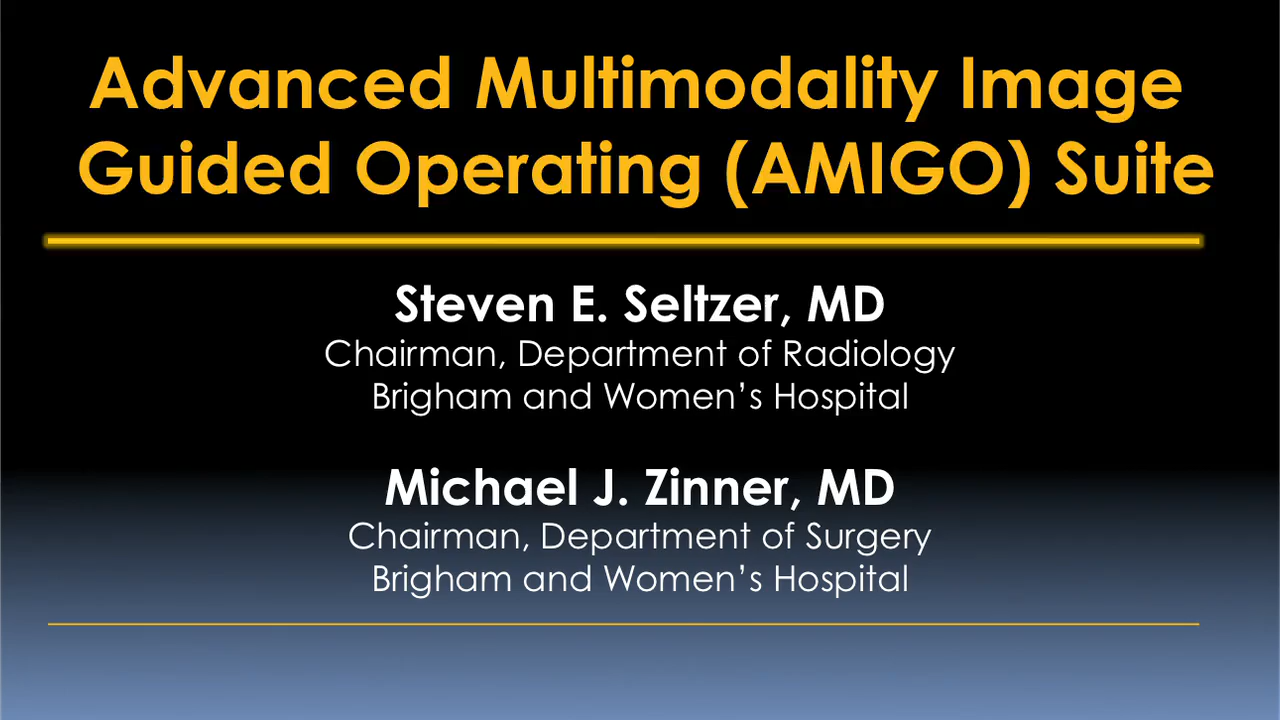 Advanced Multimodality Image
Guided Operating (AMIGO) Suite
Steven E. Seltzer, MD
Chairman, Department of Radiology
Brigham and Women’s Hospital
Michael J. Zinner, MD
Chairman, Department of Surgery
Brigham and Women’s Hospital